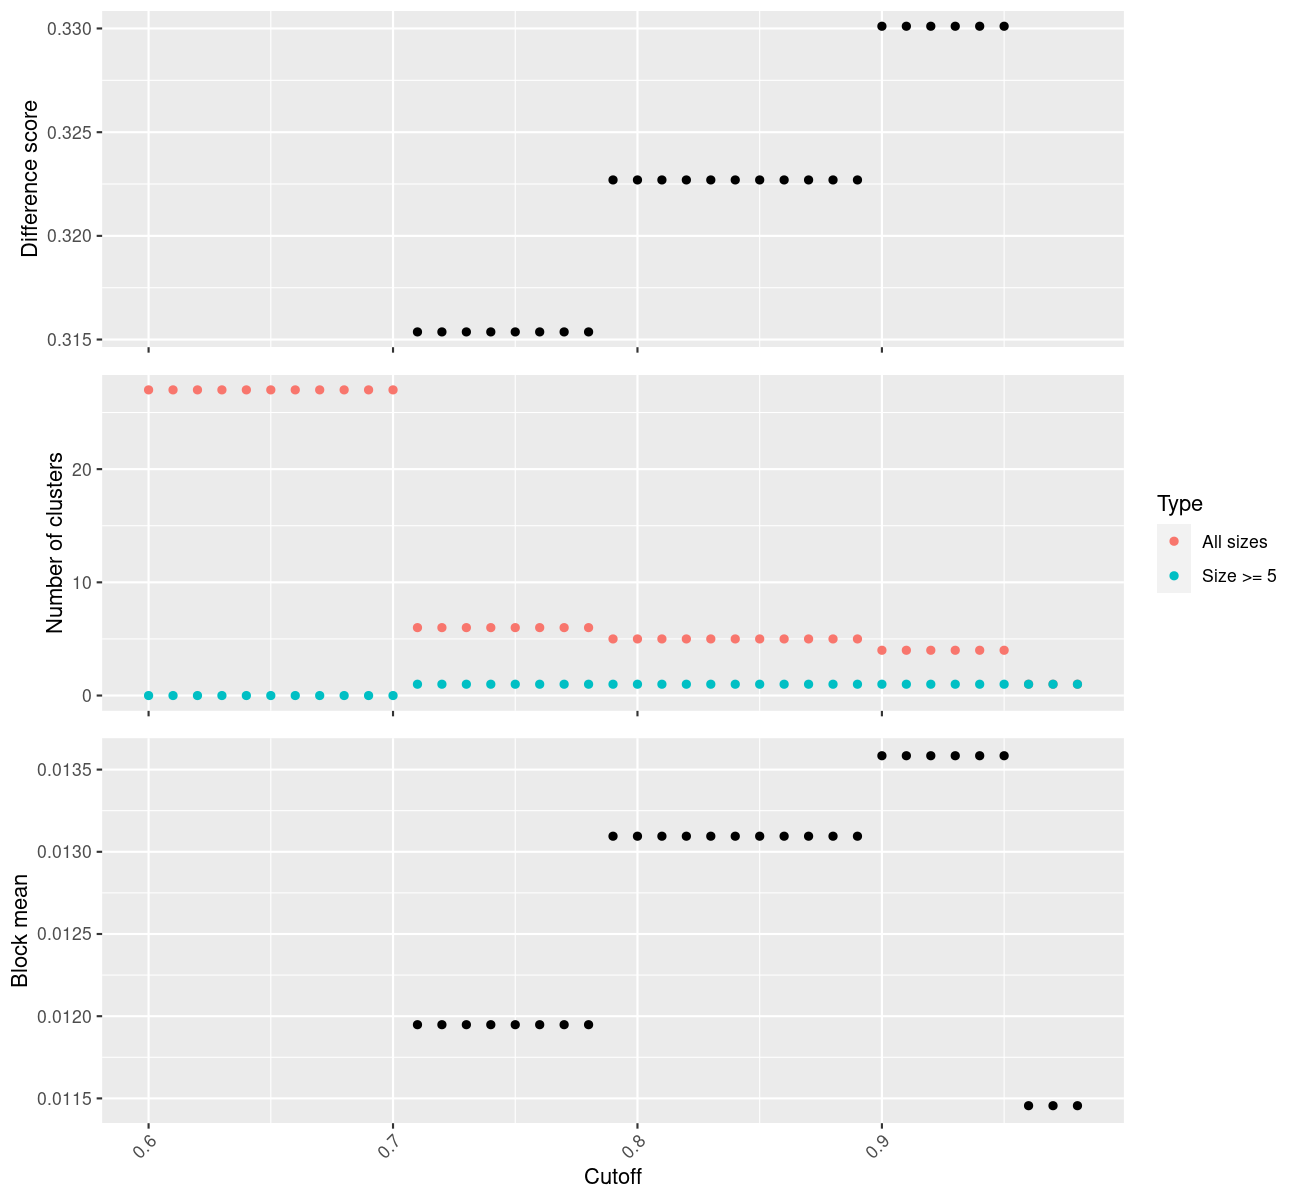 Difference score
0.330
0.325
0.320
0.315
Number of clusters
20
10
0
Type
All sizes
Size >= 5
Block mean
0.0135
0.0130
0.0125
0.0120
0.0115
0.6 0.7 0.8 0.9
Cutoff